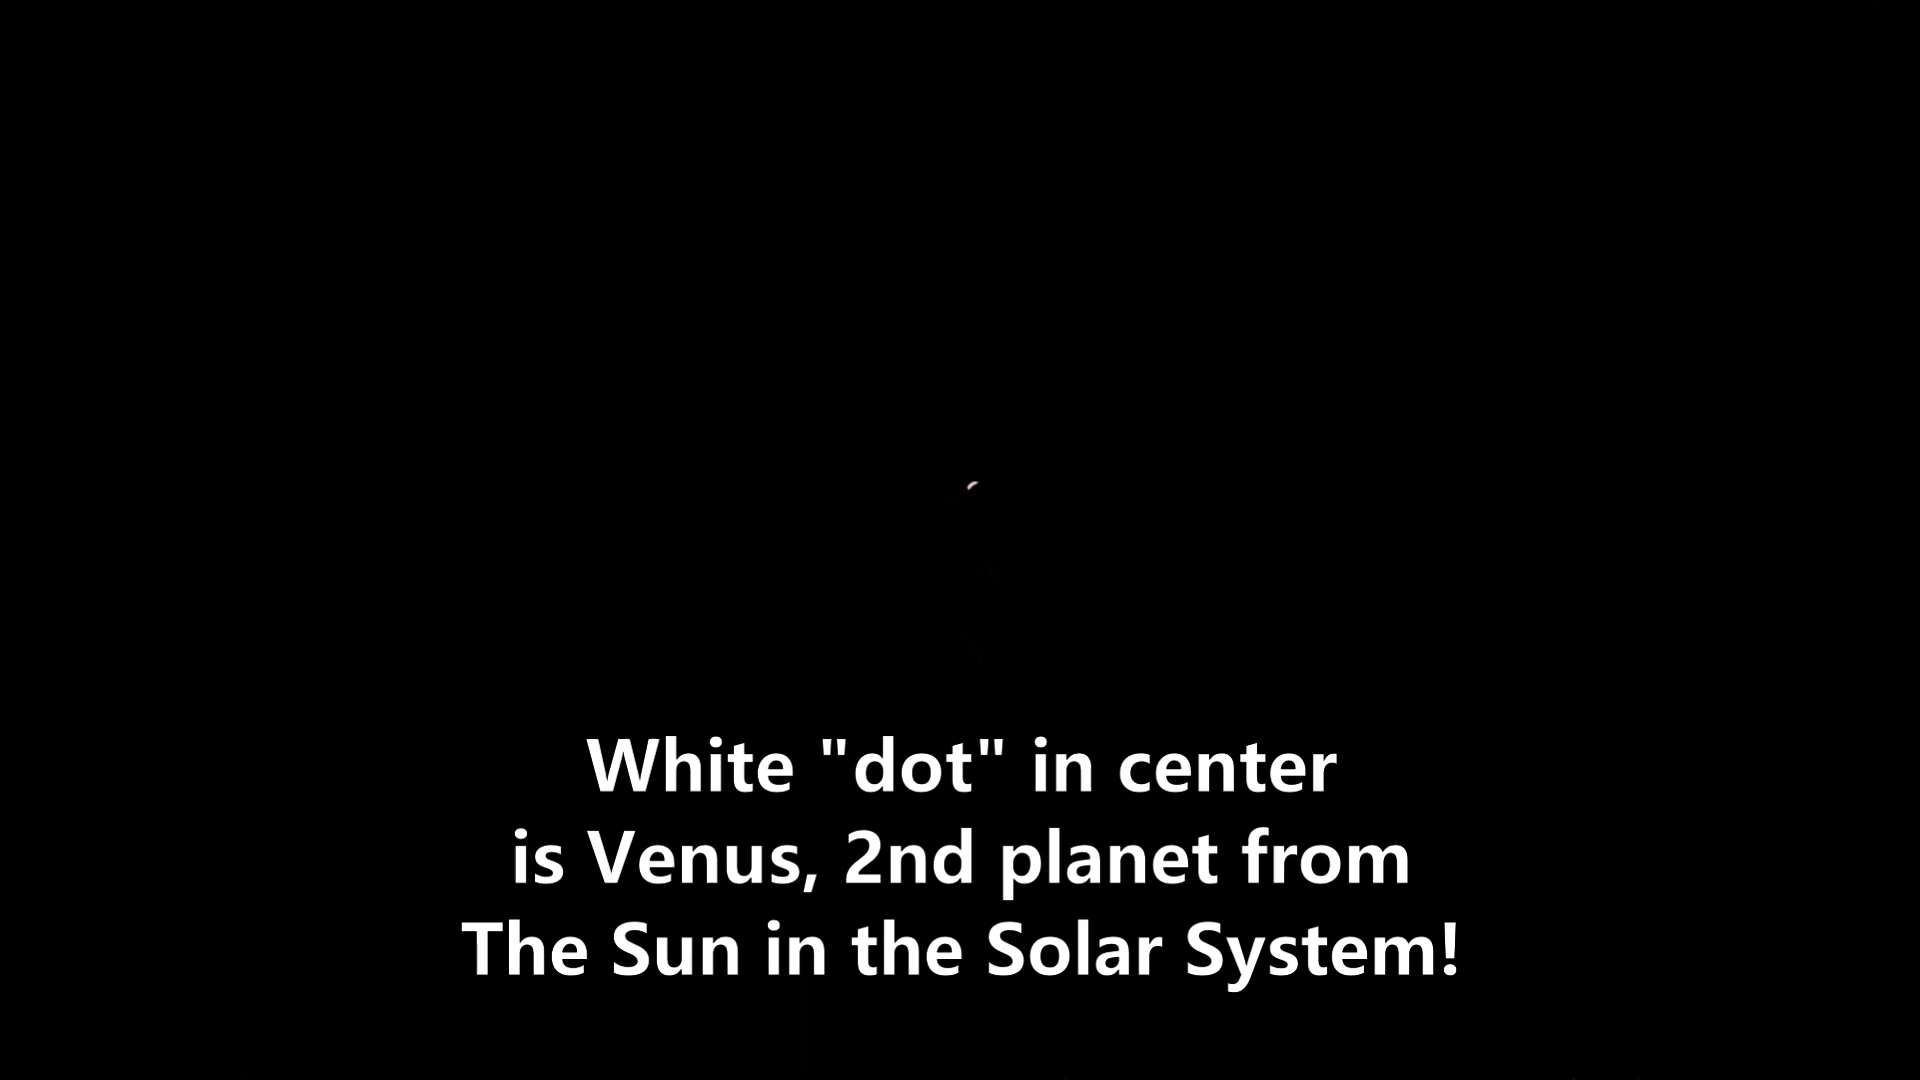 White "dot" in center
is Venus, 2nd planet from
The Sun in the Solar System!